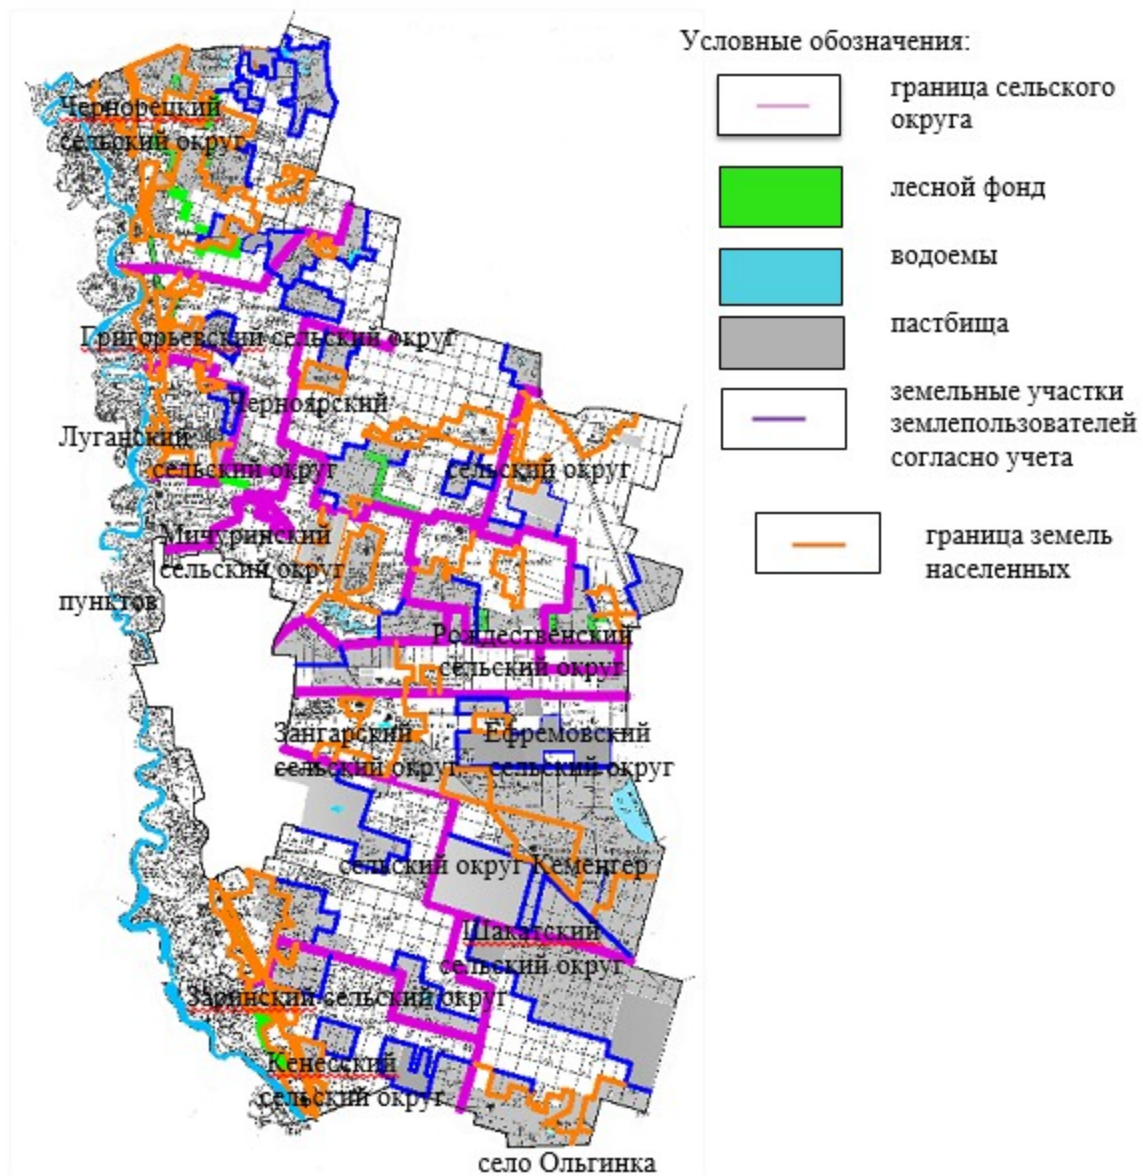 Условные обозначения:
граница сельского
округа
лесной фонд
водоемы
пастбища
земельные участки
землепользователей
согласно учета
граница земель
населенных
Чернорецкий
сельский округ
Григорьевский сельский округ
Черноярский
Луганский
сельский округ
сельский округ
Мичуринский
сельский округ
пунктов
Рождественский
сельский округ
Зангарский
Ефремовский
сельский округ
сельский округ
сельский округ Кеменгер
Шакатский
сельский округ
Заринский сельский округ
Кенесский
сельский округ
село Ольгинка